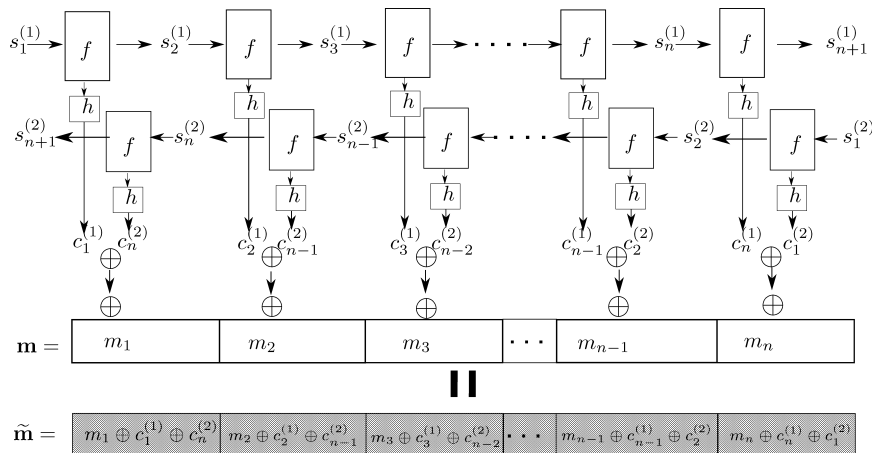 s_1^{(1)} f s_2^{(1)} f s_3^{(1)} f · · · · f s_n^{(1)} f s_{n+1}^{(1)}
h h h h h
s_{n+1}^{(2)} f s_n^{(2)} f s_{n-1}^{(2)} f · · · · · f s_2^{(2)} f s_1^{(2)}
h h h h h
c_1^{(1)} c_n^{(2)} c_2^{(1)} c_{n-1}^{(2)} c_3^{(1)} c_{n-2}^{(2)} c_{n-1}^{(1)} c_2^{(2)} c_n^{(1)} c_1^{(2)}
⊕ ⊕ ⊕ ⊕ ⊕
⊕ ⊕ ⊕ ⊕ ⊕
m = m_1 m_2 m_3 · · · m_{n-1} m_n
=
m̃ = m_1 ⊕ c_1^{(1)} ⊕ c_n^{(2)} m_2 ⊕ c_2^{(1)} ⊕ c_{n-1}^{(2)} m_3 ⊕ c_3^{(1)} ⊕ c_{n-2}^{(2)} · · · m_{n-1} ⊕ c_{n-1}^{(1)} ⊕ c_2^{(2)} m_n ⊕ c_n^{(1)} ⊕ c_1^{(2)}